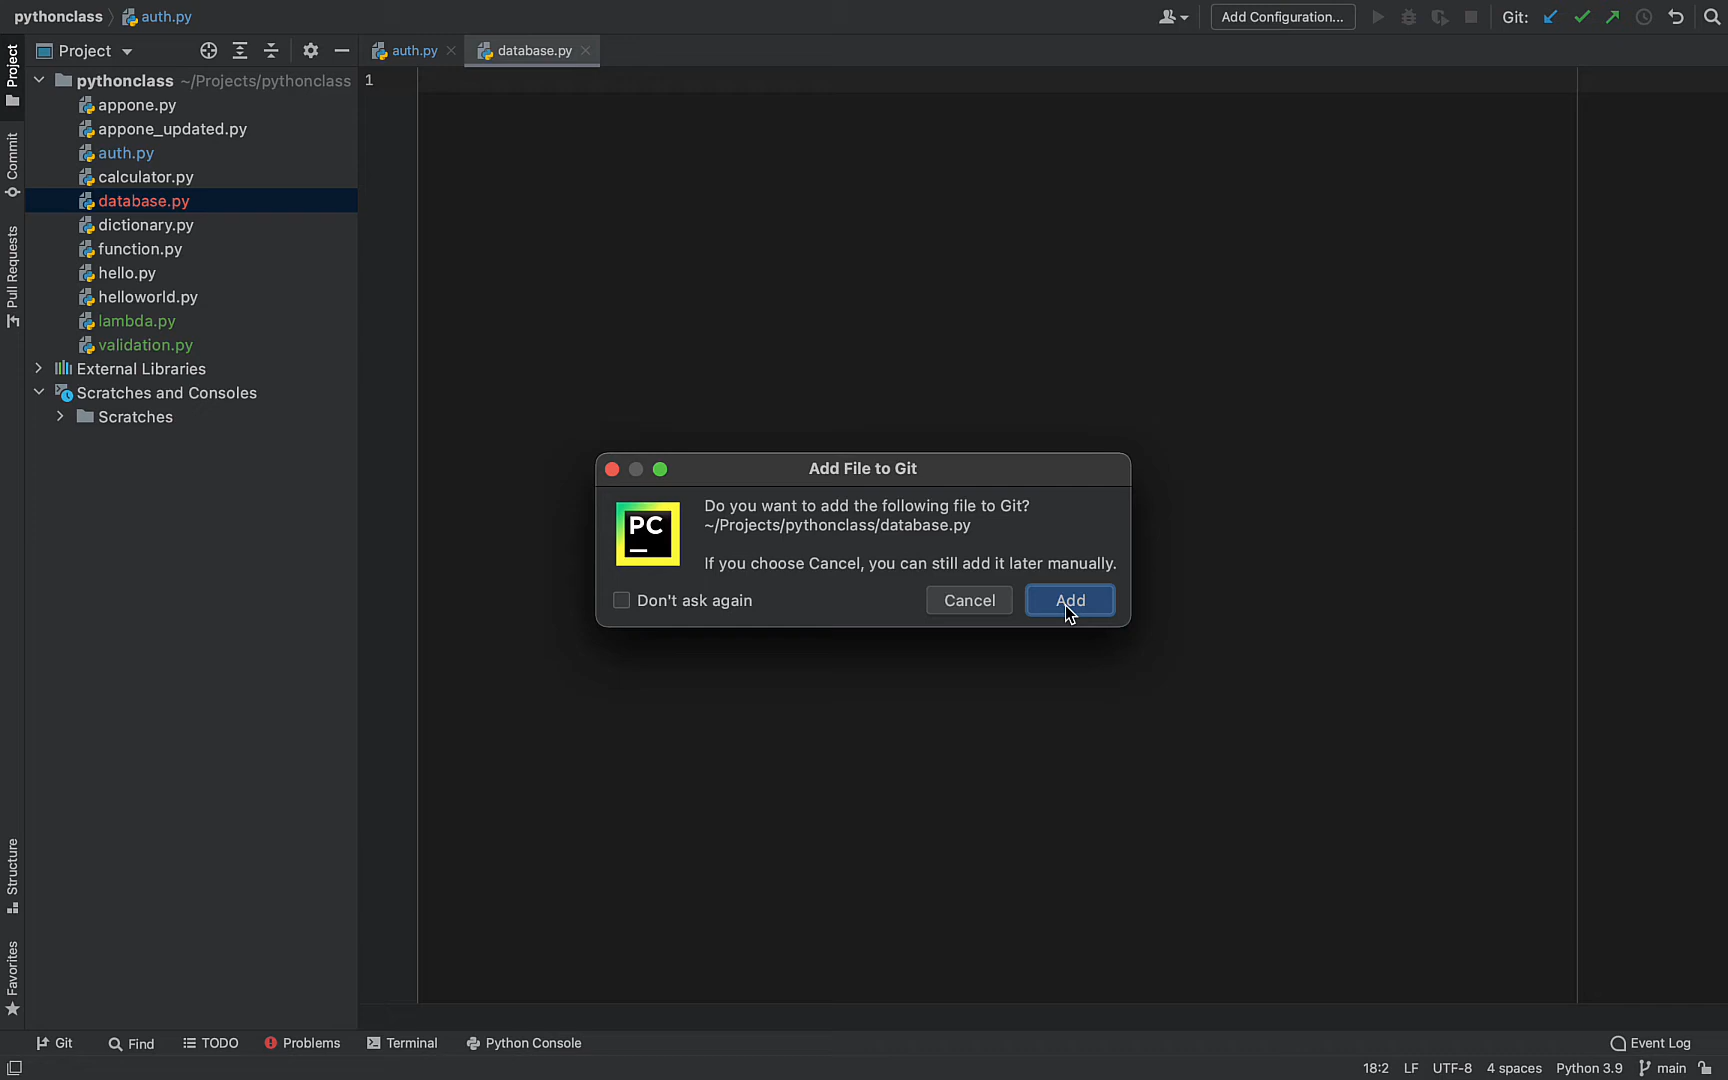 pythonclass auth.py Add Configuration... Git:
Project auth.py database.py
Project
Commit
Pull Requests
Structure
Favorites
pythonclass ~/Projects/pythonclass 1
appone.py
appone_updated.py
auth.py
calculator.py
database.py
dictionary.py
function.py
hello.py
helloworld.py
lambda.py
validation.py
External Libraries
Scratches and Consoles
Scratches
Add File to Git
PC
Do you want to add the following file to Git?
~/Projects/pythonclass/database.py
If you choose Cancel, you can still add it later manually.
Don't ask again Cancel Add
Git Find TODO Problems Terminal Python Console Event Log
18:2 LF UTF-8 4 spaces Python 3.9 main